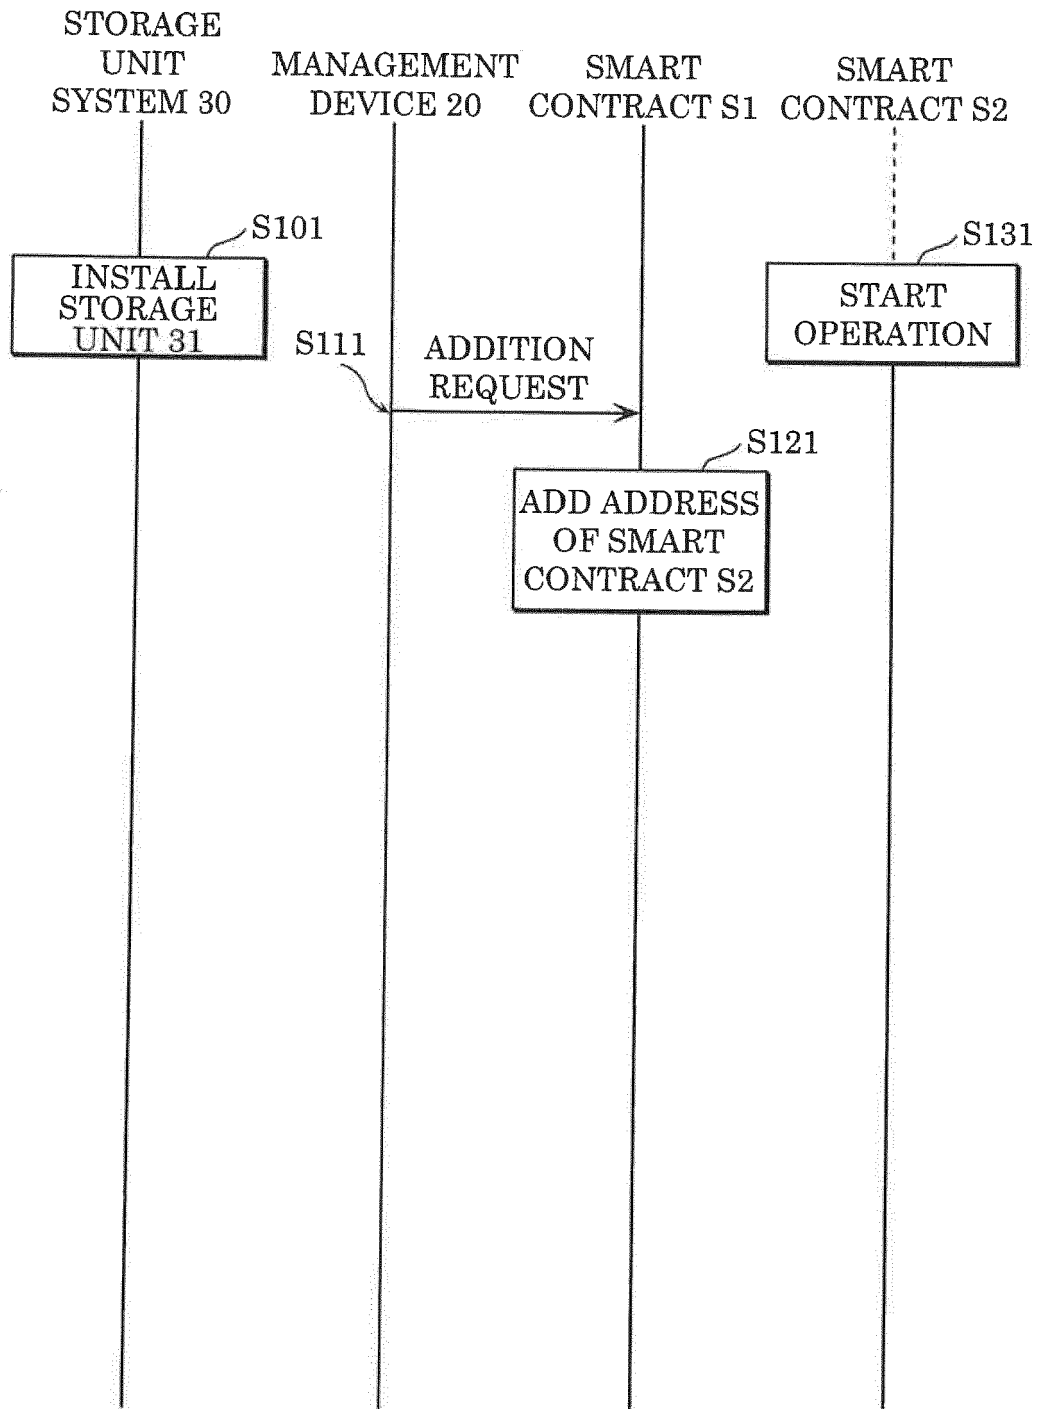 STORAGE
UNIT
SYSTEM 30
MANAGEMENT
DEVICE 20
SMART
CONTRACT S1
SMART
CONTRACT S2
S101
INSTALL
STORAGE
UNIT 31
S131
START
OPERATION
S111
ADDITION
REQUEST
S121
ADD ADDRESS
OF SMART
CONTRACT S2